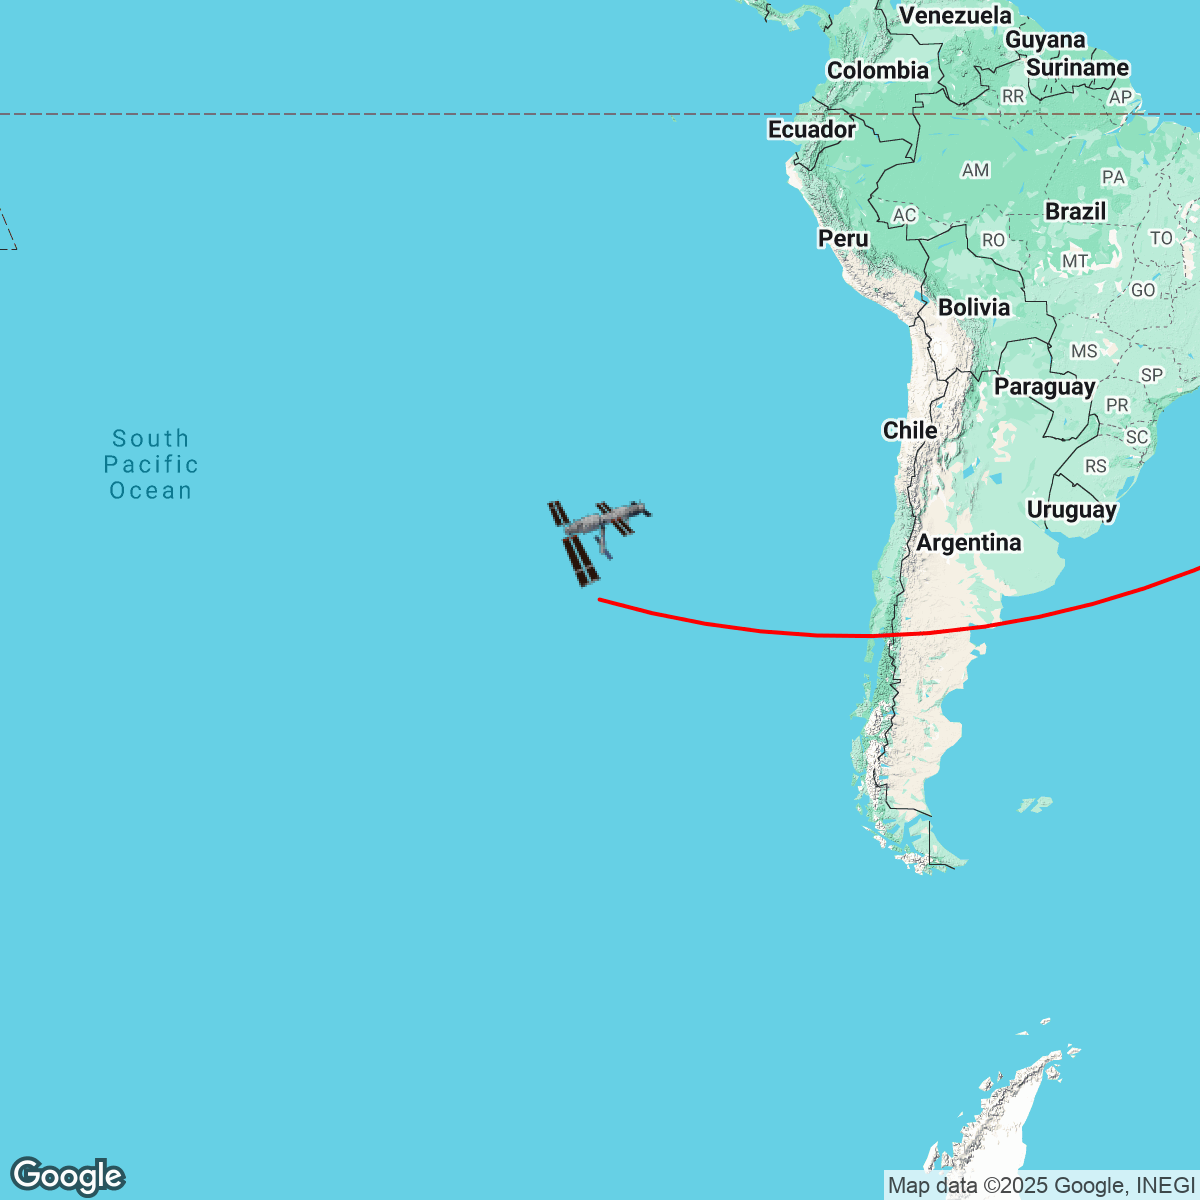 Venezuela
Guyana
Colombia
Suriname
RR
AP
Ecuador
AM
PA
AC
Brazil
Peru
RO
TO
MT
GO
Bolivia
MS
SP
Paraguay
PR
Chile
SC
South
Pacific
Ocean
RS
Uruguay
Argentina
Google
Map data ©2025 Google, INEGI